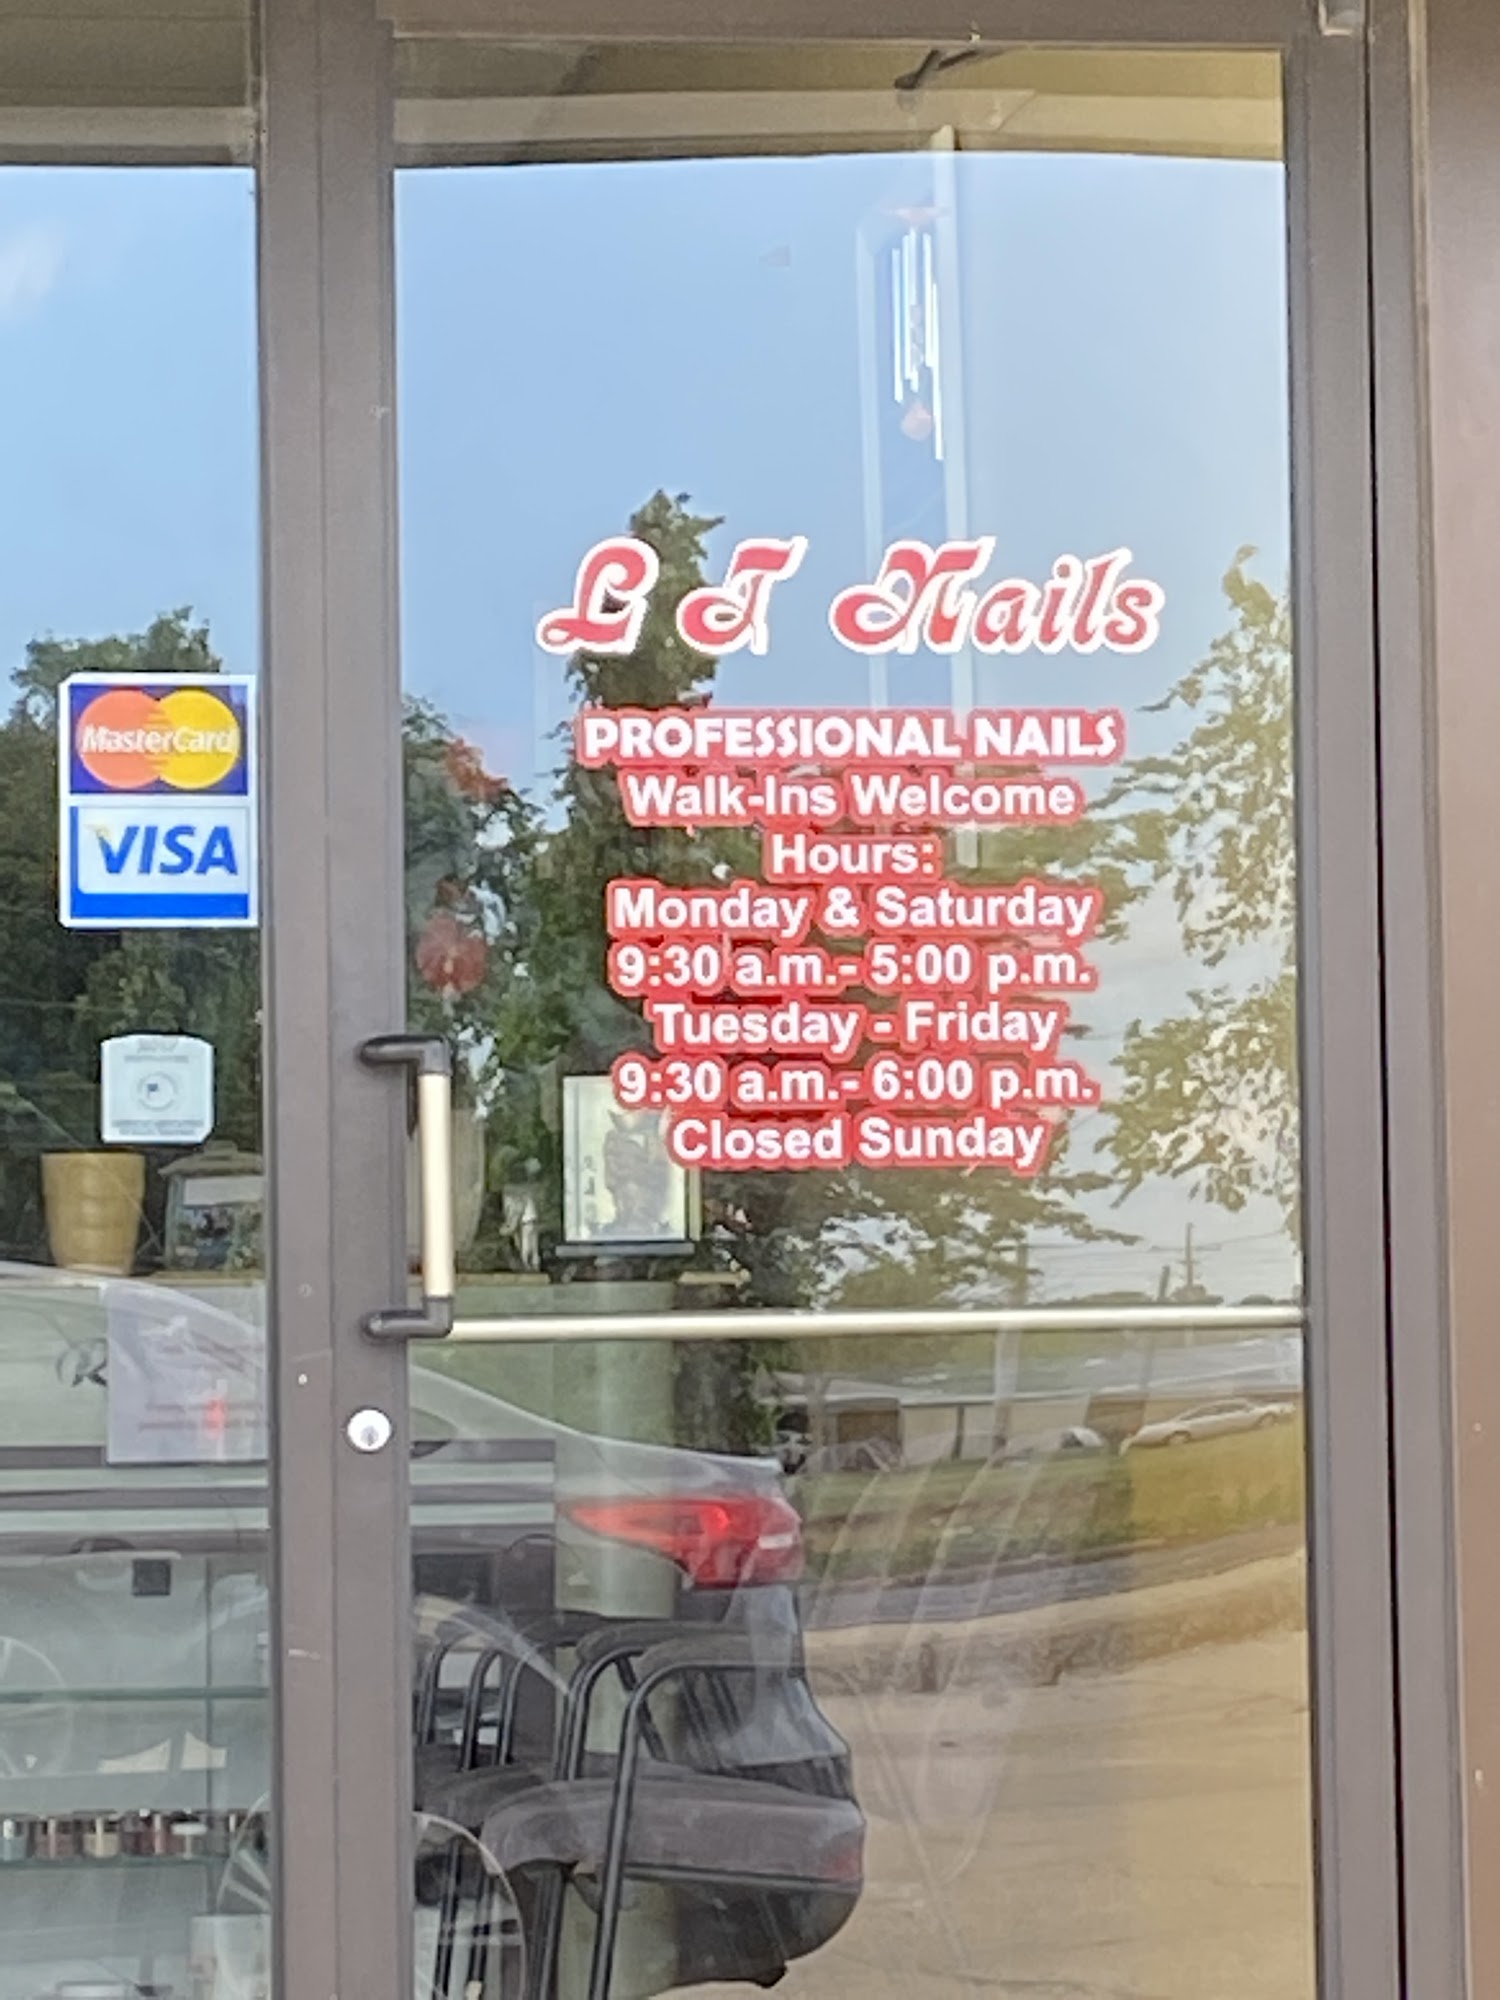 L T Nails
PROFESSIONAL NAILS
Walk-Ins Welcome
Hours:
Monday & Saturday
9:30 a.m.- 5:00 p.m.
Tuesday - Friday
9:30 a.m.- 6:00 p.m.
Closed Sunday
MasterCard
VISA